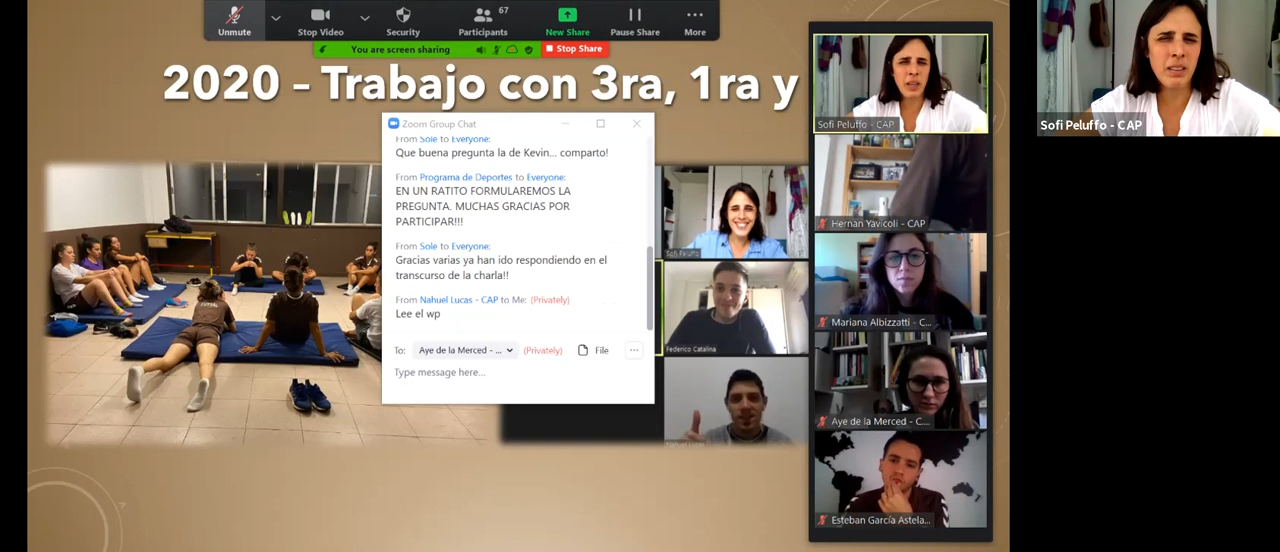 67
Unmute
Stop Video
Security
Participants
New Share
Pause Share
More
You are screen sharing
Stop Share
2020 – Trabajo con 3ra, 1ra y
Zoom Group Chat
From Sole to Everyone:
Que buena pregunta la de Kevin... comparto!
From Programa de Deportes to Everyone:
EN UN RATITO FORMULAREMOS LA
PREGUNTA. MUCHAS GRACIAS POR
PARTICIPAR!!!
From Sole to Everyone:
Gracias varias ya han ido respondiendo en el
transcurso de la charla!!
From Nahuel Lucas - CAP to Me: (Privately)
Lee el wp
To: Aye de la Merced - ... (Privately) File
Type message here...
Sofi Peluffo
Federico Catalina
Nahuel Lucas
Sofi Peluffo - CAP
Hernan Yavicoli - CAP
Mariana Albizzatti - C...
Aye de la Merced - C...
Esteban García Astela...
Sofi Peluffo - CAP